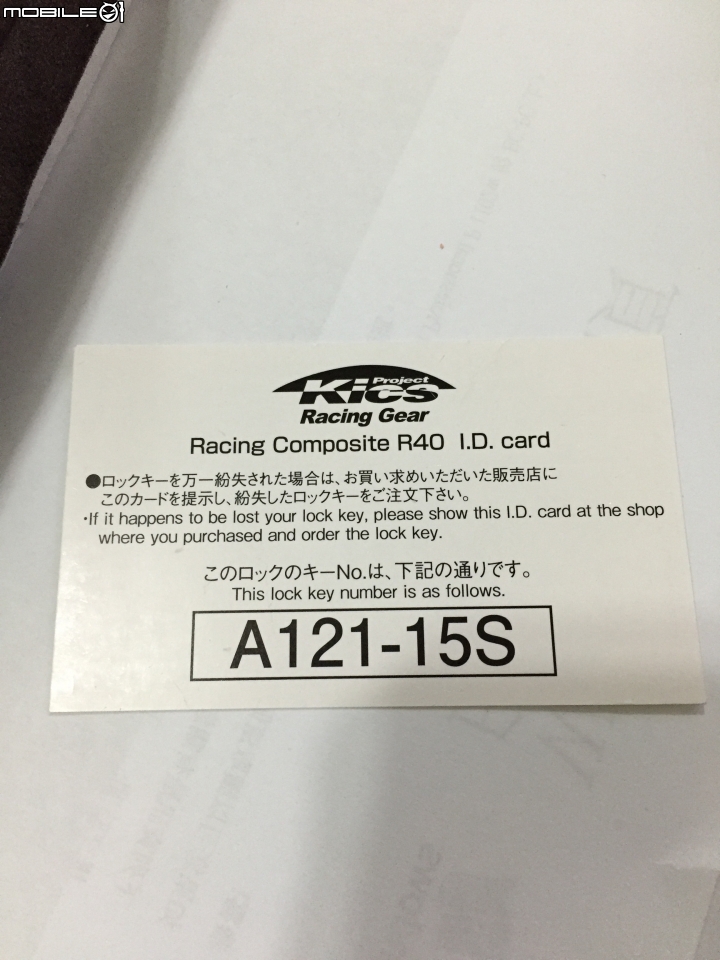 MOBILE01
Project
Kics
Racing Gear
Racing Composite R40 I.D. card
●ロックキーを万一紛失された場合は、お買い求めいただいた販売店に
このカードを提示し、紛失したロックキーをご注文下さい。
・If it happens to be lost your lock key, please show this I.D. card at the shop
where you purchased and order the lock key.
このロックのキーNo.は、下記の通りです。
This lock key number is as follows.
A121-15S